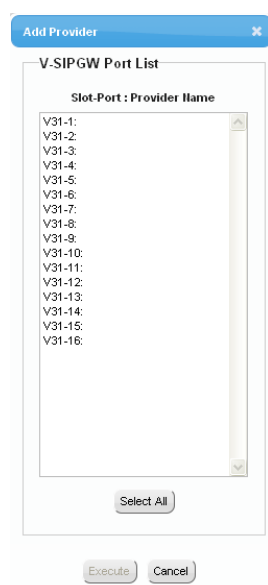 Add Provider
V-SIPGW Port List
Slot-Port : Provider Name
V31-1:
V31-2:
V31-3:
V31-4:
V31-5:
V31-6:
V31-7:
V31-8:
V31-9:
V31-10:
V31-11:
V31-12:
V31-13:
V31-14:
V31-15:
V31-16:
Select All
Execute Cancel